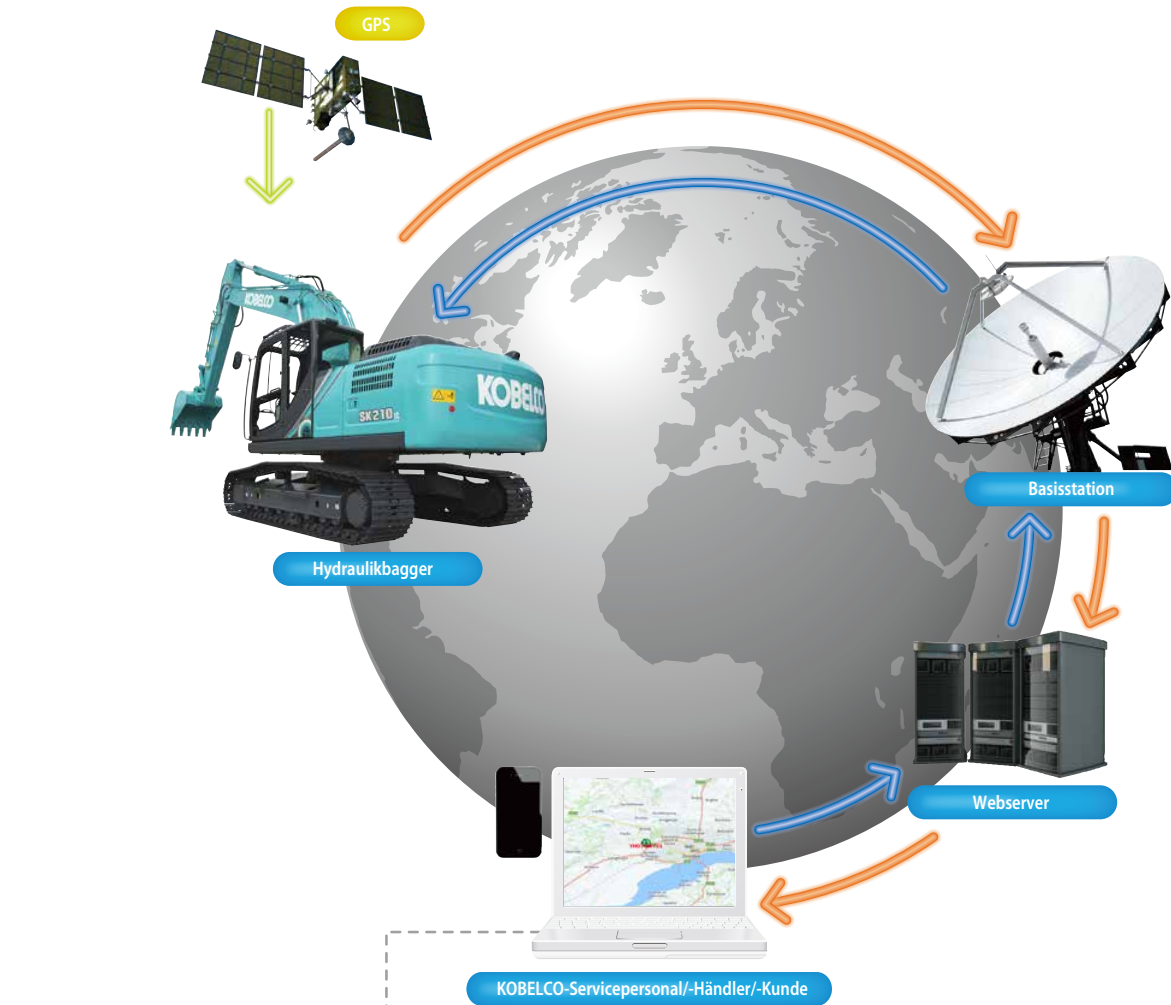 GPS
KOBELCO
KOBELCO
SK210
Basisstation
Hydraulikbagger
Webserver
KOBELCO-Servicepersonal/-Händler/-Kunde